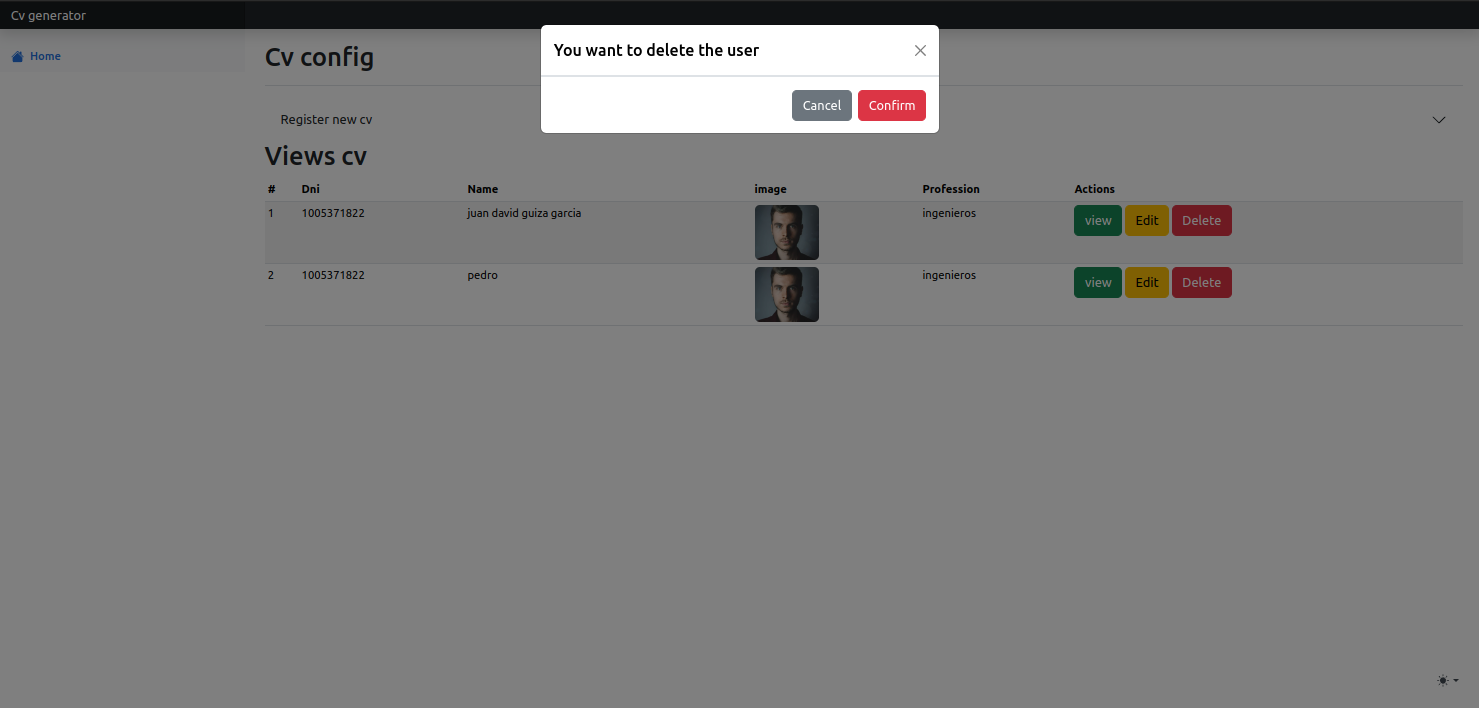 Cv generator
Home
You want to delete the user
Cancel Confirm
Cv config
Register new cv
Views cv
# Dni Name image Profession Actions
1 1005371822 juan david guiza garcia ingenieros view Edit Delete
2 1005371822 pedro ingenieros view Edit Delete